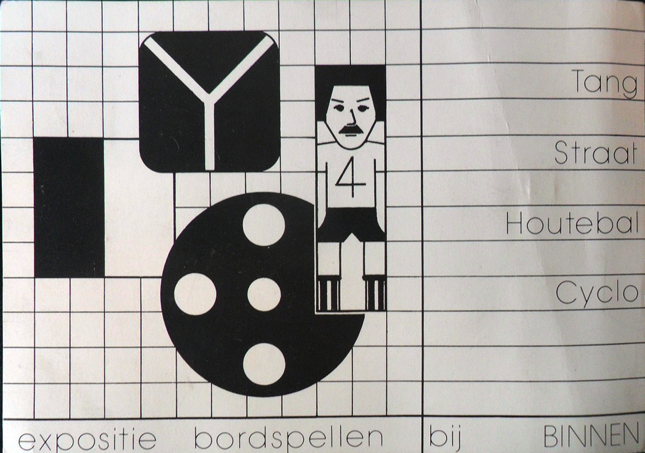 Tang
Straat
4
Houtebal
Cyclo
expositie bordspellen bij BINNEN